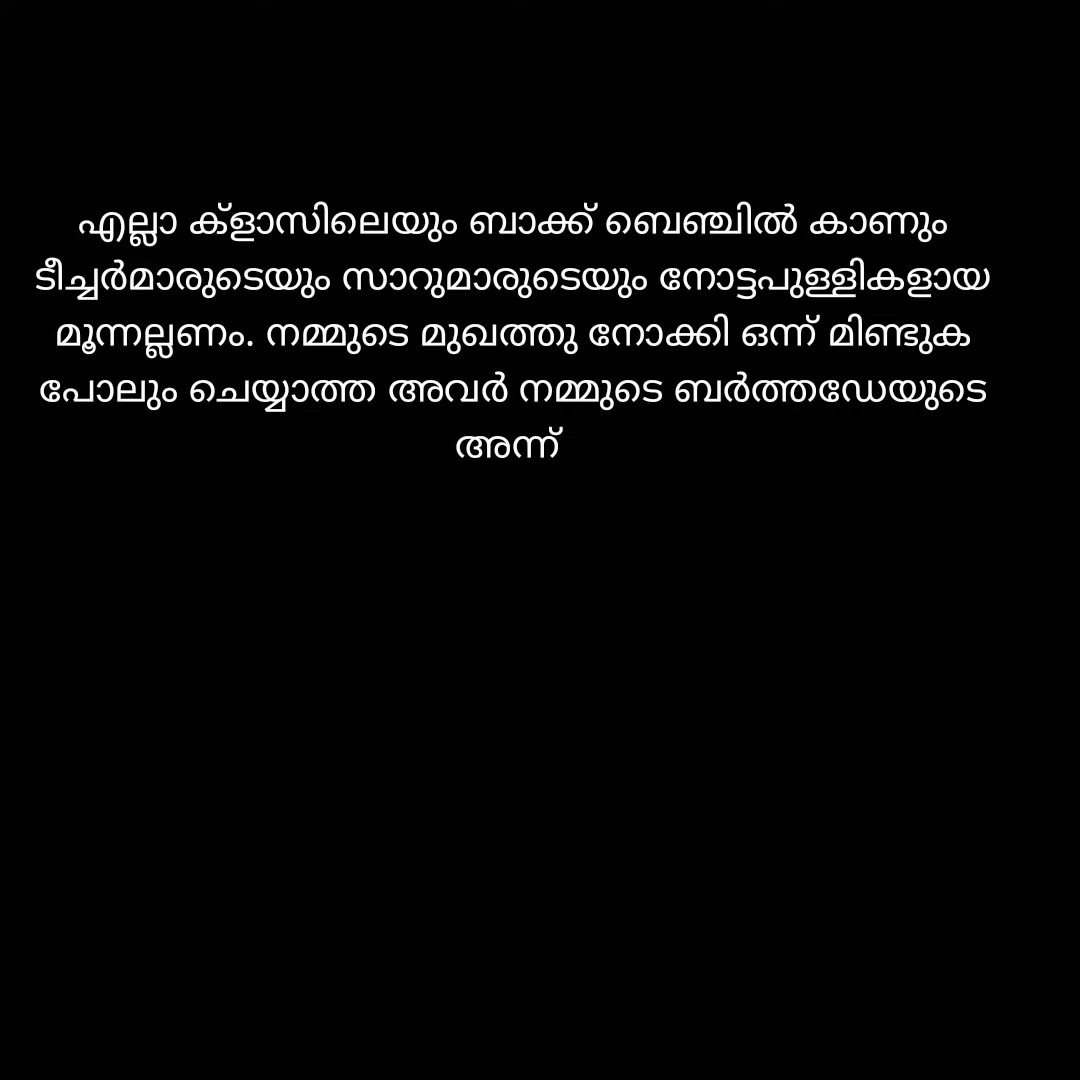 എല്ലാ ക്ളാസിലെയും ബാക്ക് ബെഞ്ചിൽ കാണും
ടീച്ചർമാരുടെയും സാറുമാരുടെയും നോട്ടപുള്ളികളായ
മൂന്നല്ലണം. നമ്മുടെ മുഖത്തു നോക്കി ഒന്ന് മിണ്ടുക
പോലും ചെയ്യാത്ത അവർ നമ്മുടെ ബർത്തഡേയുടെ
അന്ന്